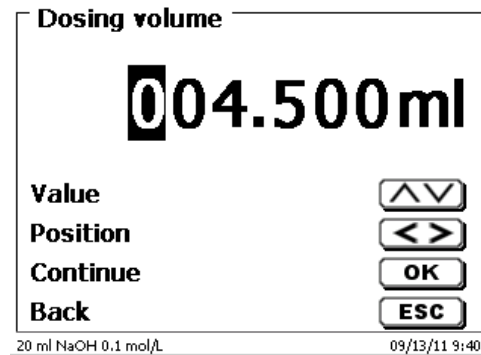 Dosing volume
004.500ml
Value
Position < >
Continue OK
Back ESC
20 ml NaOH 0.1 mol/L 09/13/11 9:40